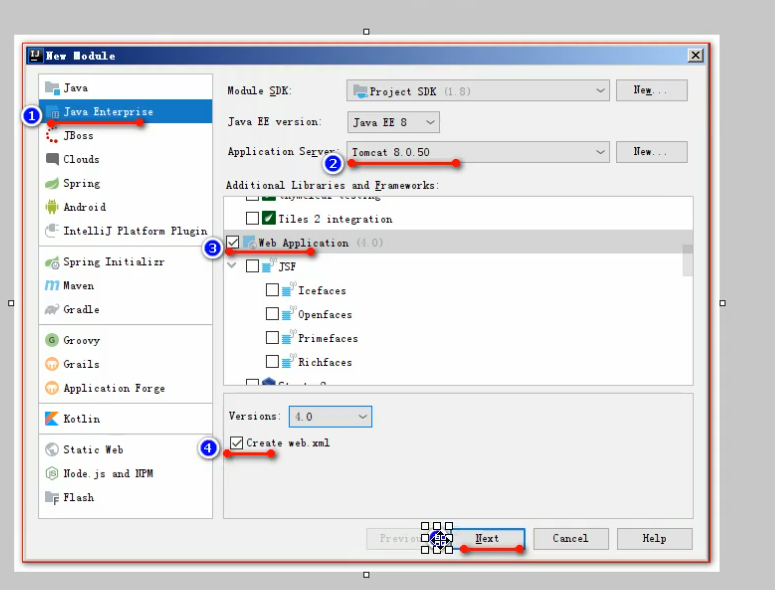 New Module
Java
1
Java Enterprise
JBoss
Clouds
Spring
Android
IntelliJ Platform Plugin
Spring Initializr
Maven
Gradle
Groovy
Grails
Application Forge
Kotlin
Static Web
Node.js and NPM
Flash
Module SDK:
Project SDK (1.8)
New...
Java EE version:
Java EE 8
Application Server:
2
Tomcat 8.0.50
New...
Additional Libraries and Frameworks:
Tiles 2 integration
3
Web Application (4.0)
JSF
Icefaces
Openfaces
Primefaces
Richfaces
Versions:
4.0
4
Create web.xml
Next
Cancel
Help